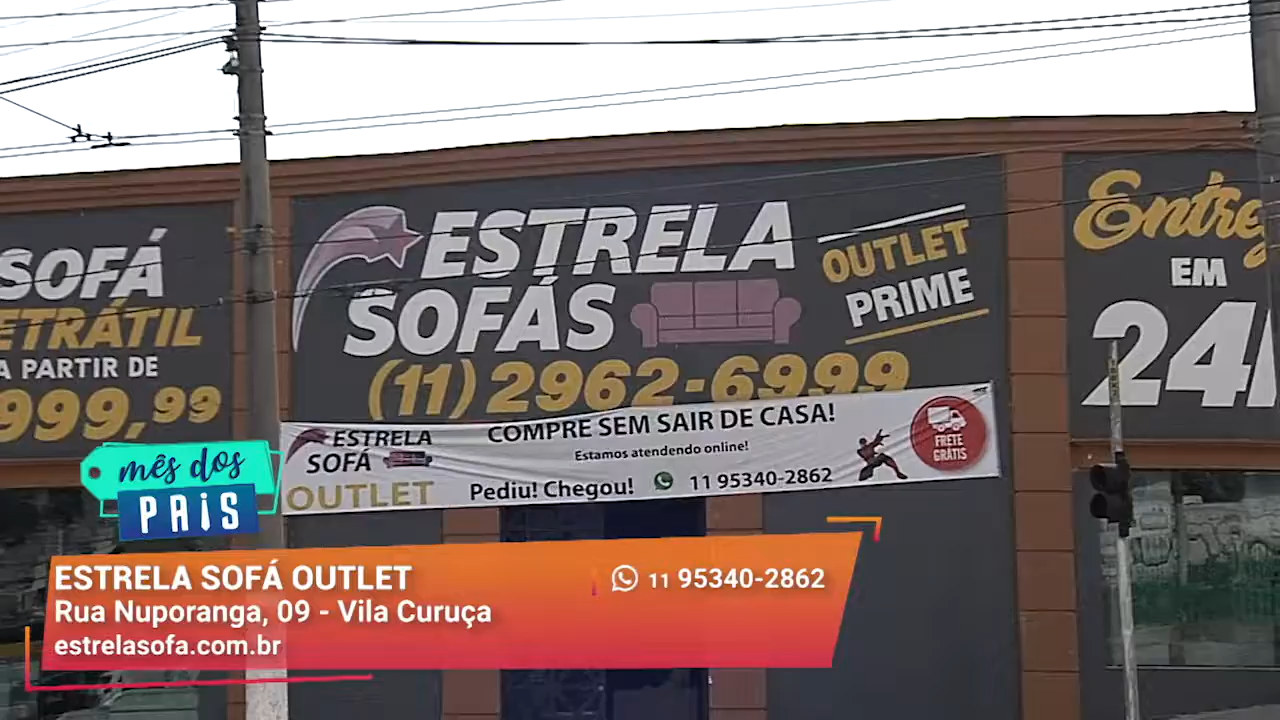 SOFÁ
ETRÁTIL
A PARTIR DE
999,99
ESTRELA
SOFÁS
OUTLET
PRIME
(11) 2962-6999
Entreg
EM
24
ESTRELA
SOFÁ
OUTLET
COMPRE SEM SAIR DE CASA!
Estamos atendendo online!
Pediu! Chegou! 11 95340-2862
FRETE
GRÁTIS
mês dos
PAIS
ESTRELA SOFÁ OUTLET
11 95340-2862
Rua Nuporanga, 09 - Vila Curuça
estrelasofa.com.br